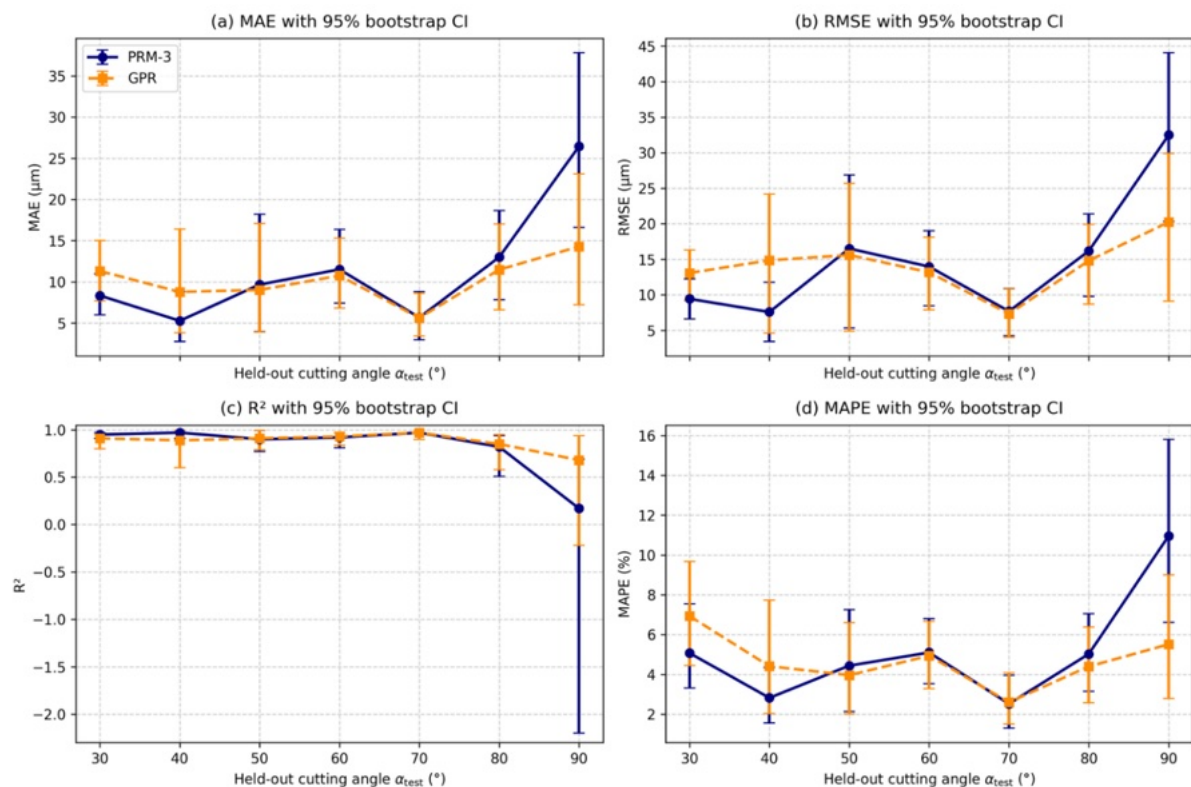 (a) MAE with 95% bootstrap CI
MAE (μm)
35
30
25
20
15
10
5
PRM-3
GPR
Held-out cutting angle αtest (°)
(b) RMSE with 95% bootstrap CI
RMSE (μm)
45
40
35
30
25
20
15
10
5
Held-out cutting angle αtest (°)
(c) R² with 95% bootstrap CI
R²
1.0
0.5
0.0
−0.5
−1.0
−1.5
−2.0
30 40 50 60 70 80 90
Held-out cutting angle αtest (°)
(d) MAPE with 95% bootstrap CI
MAPE (%)
16
14
12
10
8
6
4
2
30 40 50 60 70 80 90
Held-out cutting angle αtest (°)